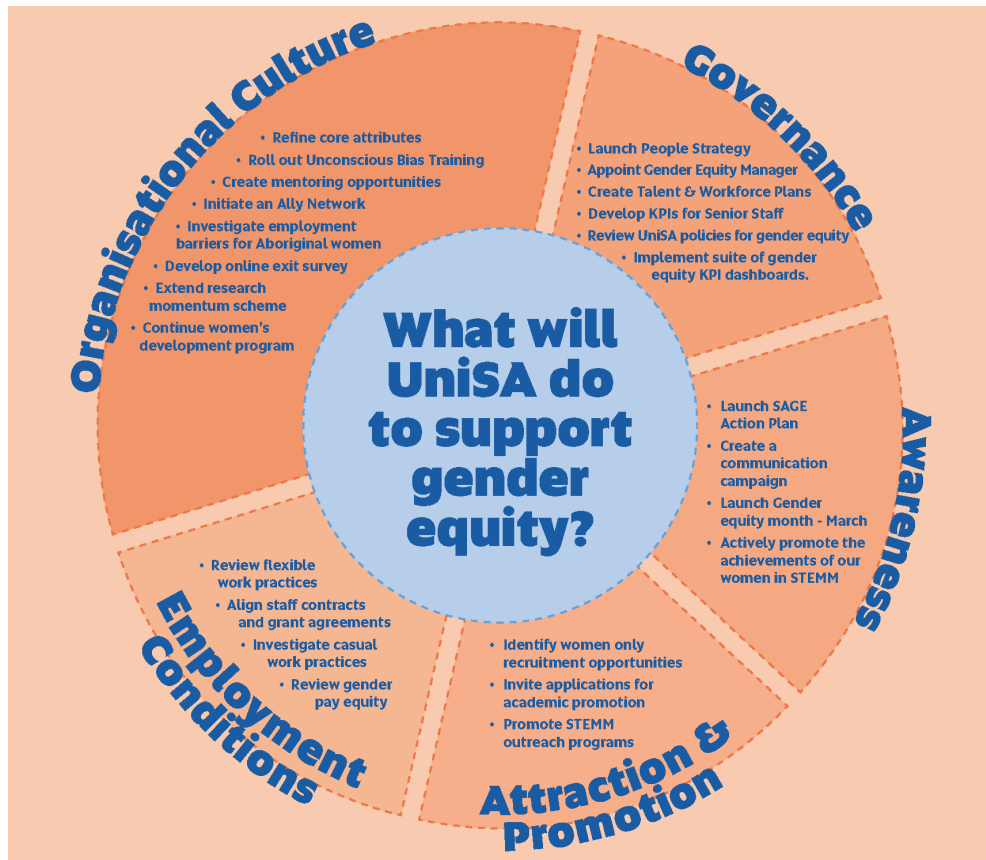 What will
UniSA do
to support
gender
equity?
Organisational Culture
• Refine core attributes
• Roll out Unconscious Bias Training
• Create mentoring opportunities
• Initiate an Ally Network
• Investigate employment
barriers for Aboriginal women
• Develop online exit survey
• Extend research
momentum scheme
• Continue women's
development program
Governance
• Launch People Strategy
• Appoint Gender Equity Manager
• Create Talent & Workforce Plans
• Develop KPIs for Senior Staff
• Review UniSA policies for gender equity
• Implement suite of gender
equity KPI dashboards.
Awareness
• Launch SAGE
Action Plan
• Create a
communication
campaign
• Launch Gender
equity month - March
• Actively promote the
achievements of our
women in STEMM
Attraction &
Promotion
• Identify women only
recruitment opportunities
• Invite applications for
academic promotion
• Promote STEMM
outreach programs
Employment
Conditions
• Review flexible
work practices
• Align staff contracts
and grant agreements
• Investigate casual
work practices
• Review gender
pay equity